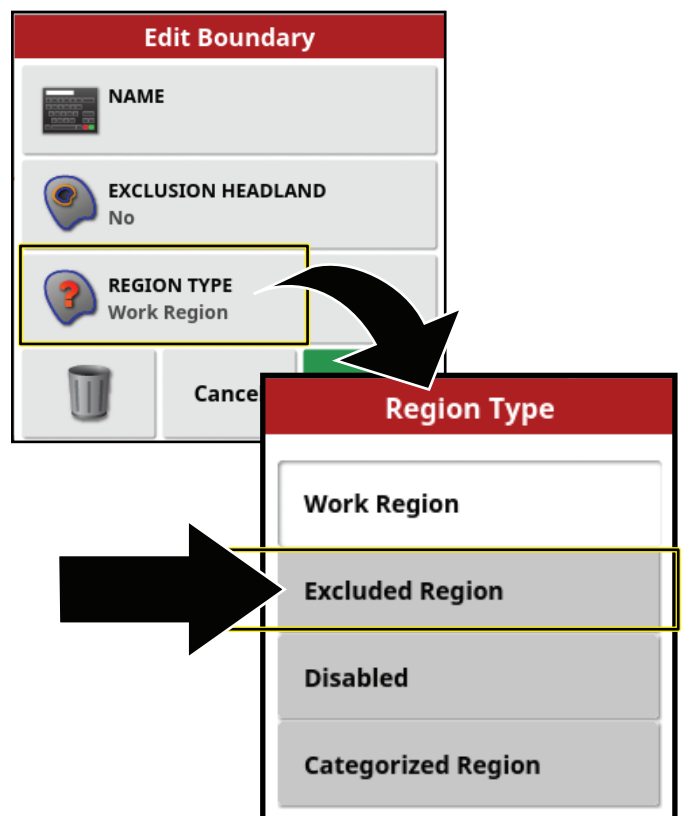 Edit Boundary
NAME
EXCLUSION HEADLAND
No
REGION TYPE
Work Region
Cance
Region Type
Work Region
Excluded Region
Disabled
Categorized Region